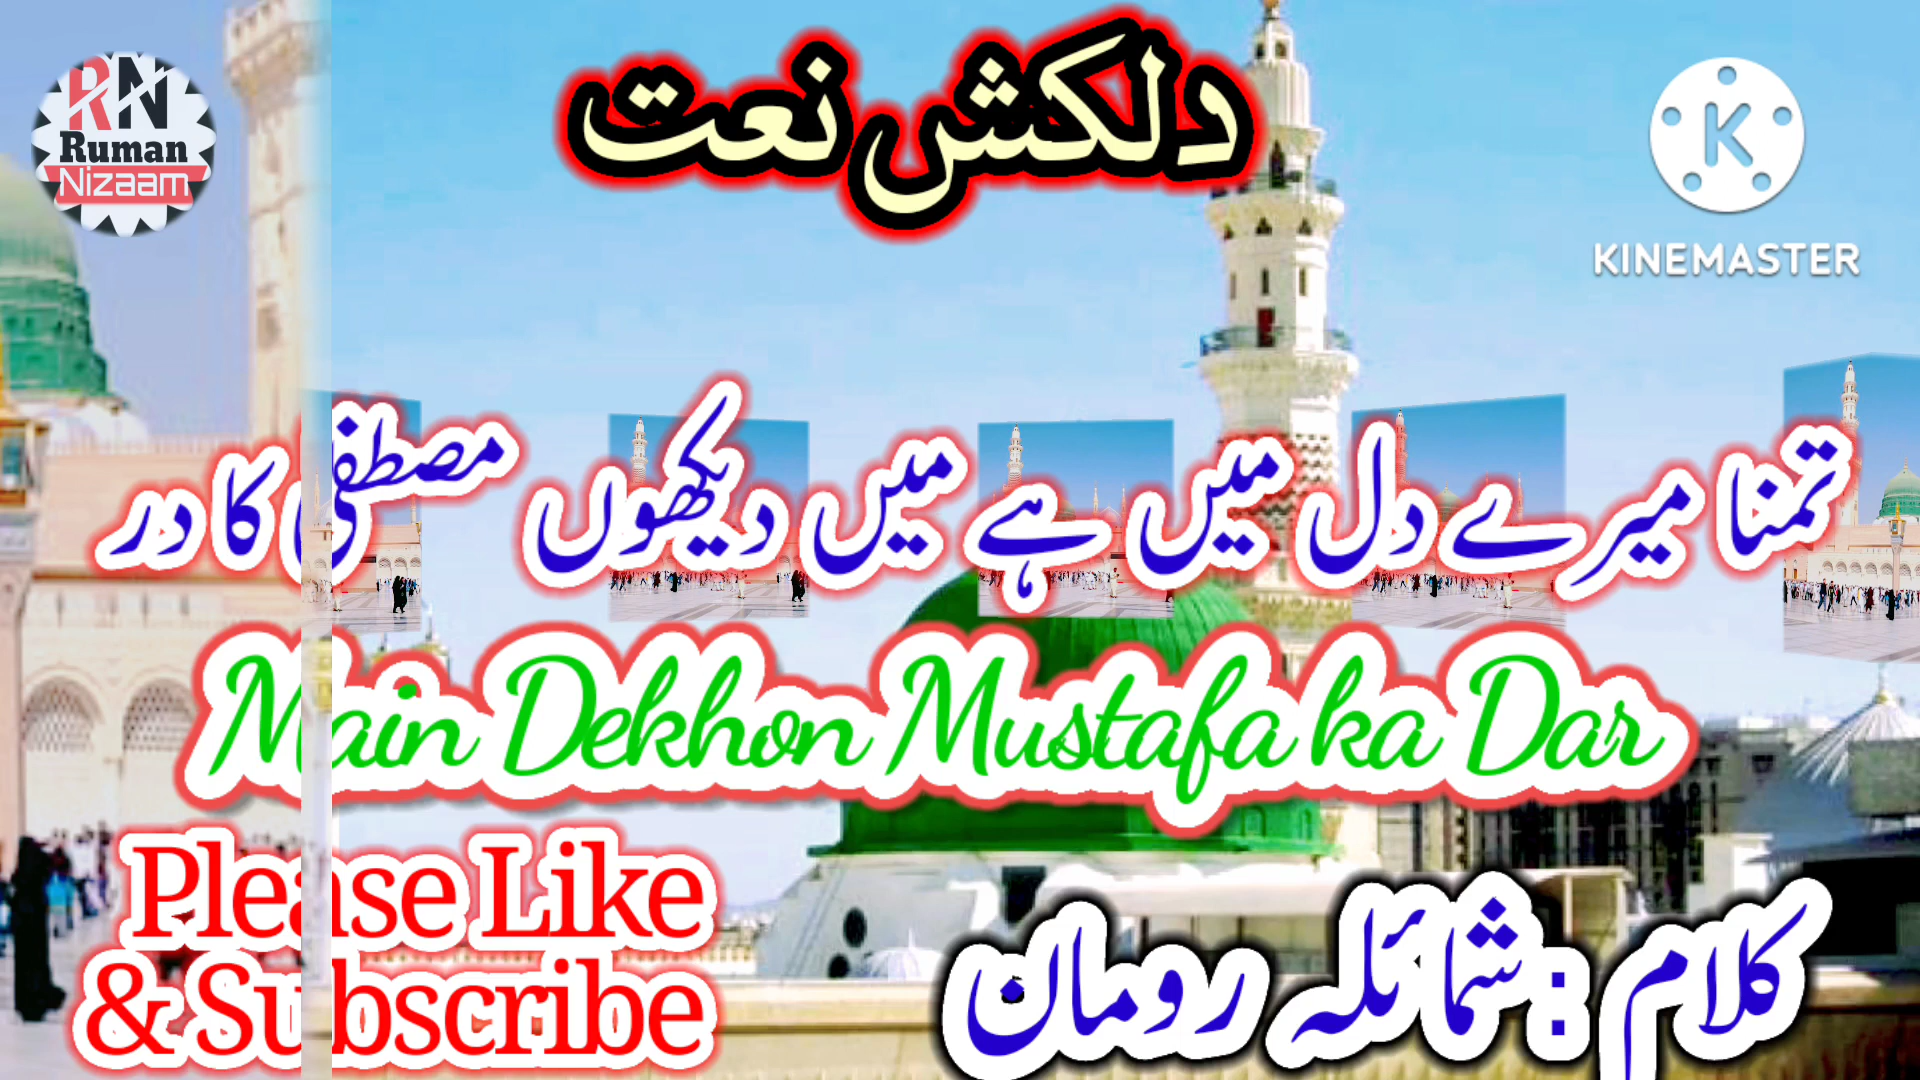 دلکش نعت
RN
Ruman
Nizaam
K
KINEMASTER
تمنا میرے دل میں ہے میں دیکھوں مصطفی کا در
Main Dekhon Mustafa ka Dar
Please Like
& Subscribe
کلام : شمائلہ رومان